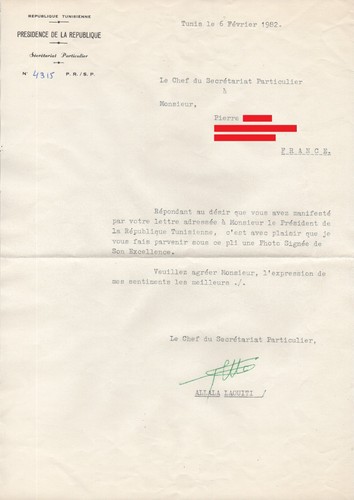 REPUBLIQUE TUNISIENNE
PRESIDENCE DE LA REPUBLIQUE
Secrétariat Particulier
N° 4315 P.R./S.P.
Tunis le 6 Février 1982.
Le Chef du Secrétariat Particulier
à
Monsieur,
Pierre
FRANCE.
Répondant au désir que vous avez manifesté
par votre lettre adressée à Monsieur le Président de
la République Tunisienne, c'est avec plaisir que je
vous fais parvenir sous ce pli une Photo Signée de
Son Excellence.
Veuillez agréer Monsieur, l'expression de
mes sentiments les meilleurs ./.
Le Chef du Secrétariat Particulier,
ALLALA LAOUITI /